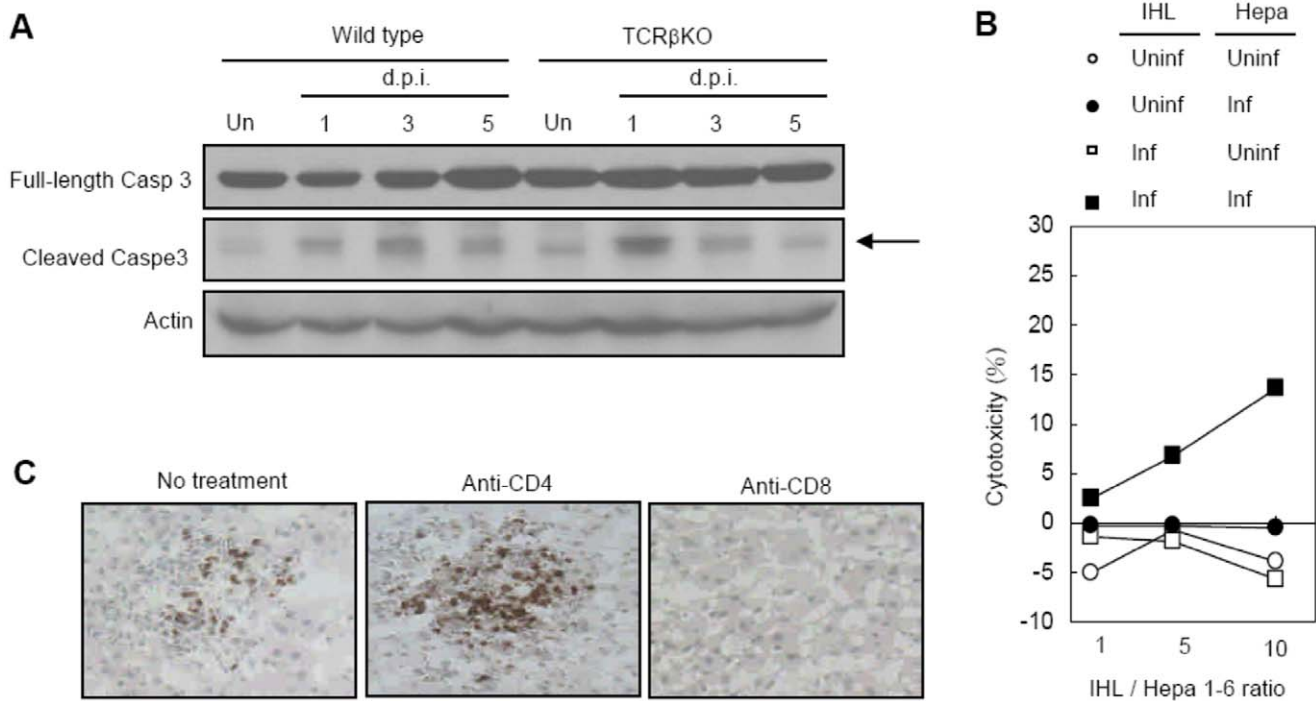 A
Wild type TCRβKO
d.p.i. d.p.i.
Un 1 3 5 Un 1 3 5
Full-length Casp 3
Cleaved Caspe3
Actin
B
IHL Hepa
Uninf Uninf
Uninf Inf
Inf Uninf
Inf Inf
30
25
20
15
10
5
0
-5
-10
Cytotoxicity (%)
1 5 10
IHL / Hepa 1-6 ratio
C
No treatment Anti-CD4 Anti-CD8